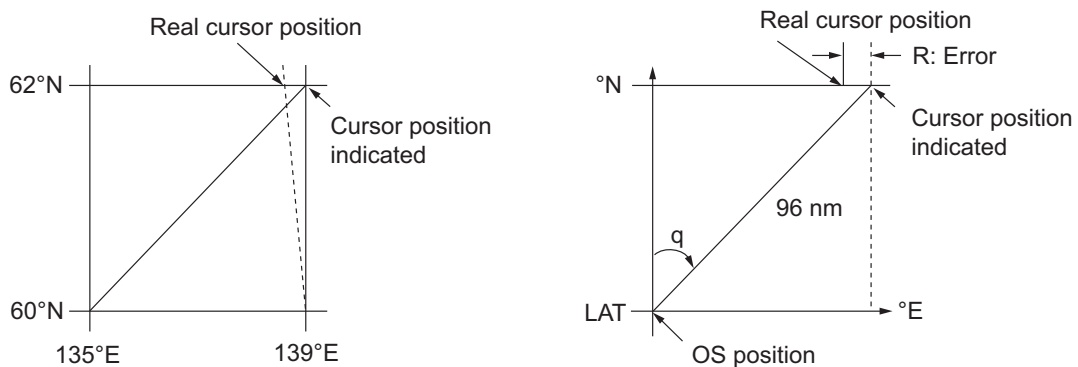 Real cursor position
62°N
Cursor position
indicated
60°N
135°E
139°E
Real cursor position
R: Error
°N
Cursor position
indicated
96 nm
q
LAT
°E
OS position